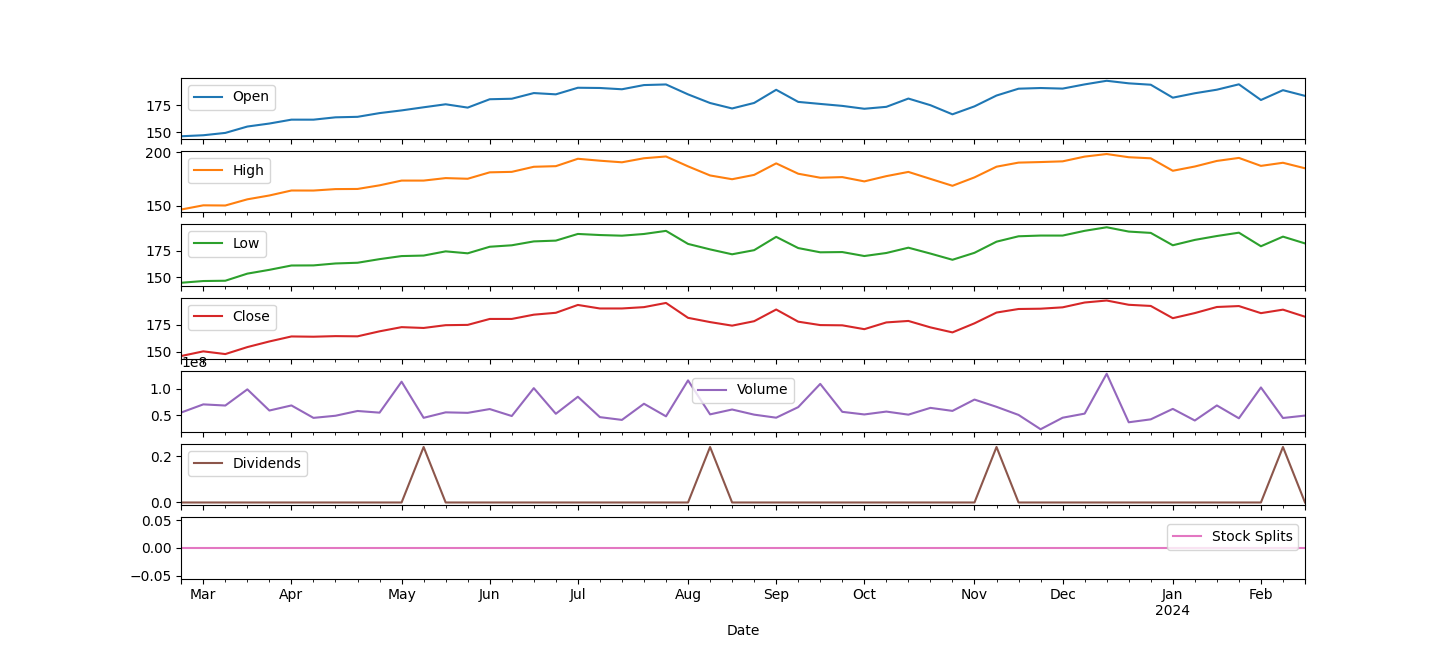 Open
175
150
200
High
150
Low
175
150
Close
175
150
1e8
Volume
1.0
0.5
Dividends
0.2
0.0
Stock Splits
0.05
0.00
−0.05
Mar Apr May Jun Jul Aug Sep Oct Nov Dec Jan Feb
2024
Date